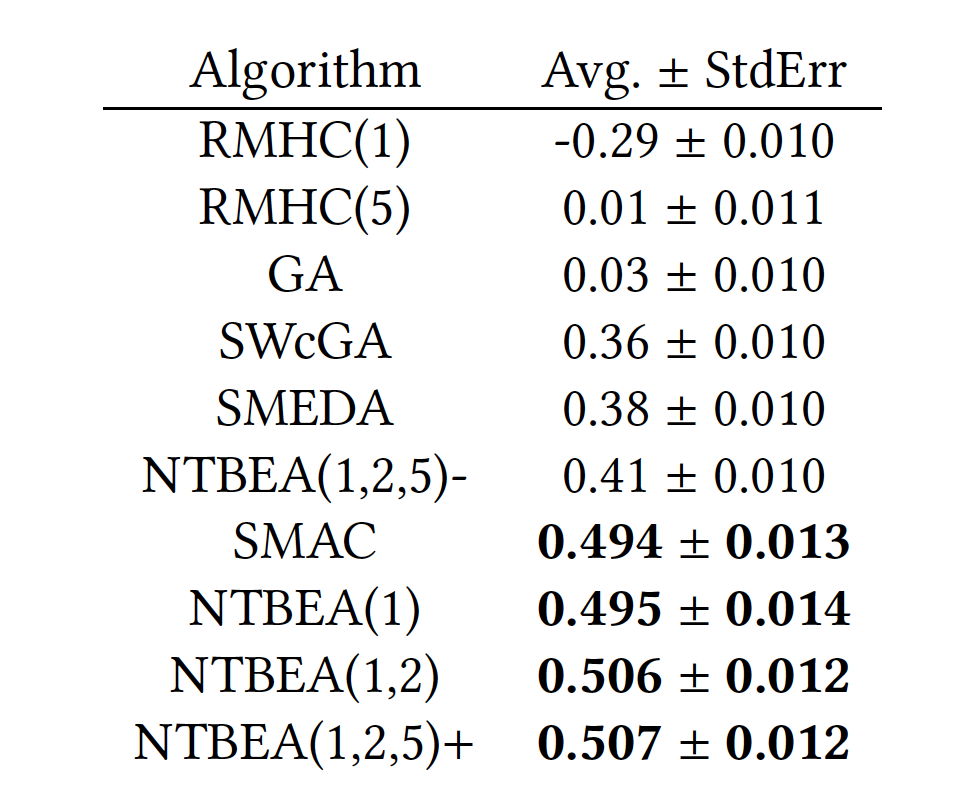 Algorithm Avg. ± StdErr
RMHC(1) -0.29 ± 0.010
RMHC(5) 0.01 ± 0.011
GA 0.03 ± 0.010
SWcGA 0.36 ± 0.010
SMEDA 0.38 ± 0.010
NTBEA(1,2,5)- 0.41 ± 0.010
SMAC 0.494 ± 0.013
NTBEA(1) 0.495 ± 0.014
NTBEA(1,2) 0.506 ± 0.012
NTBEA(1,2,5)+ 0.507 ± 0.012